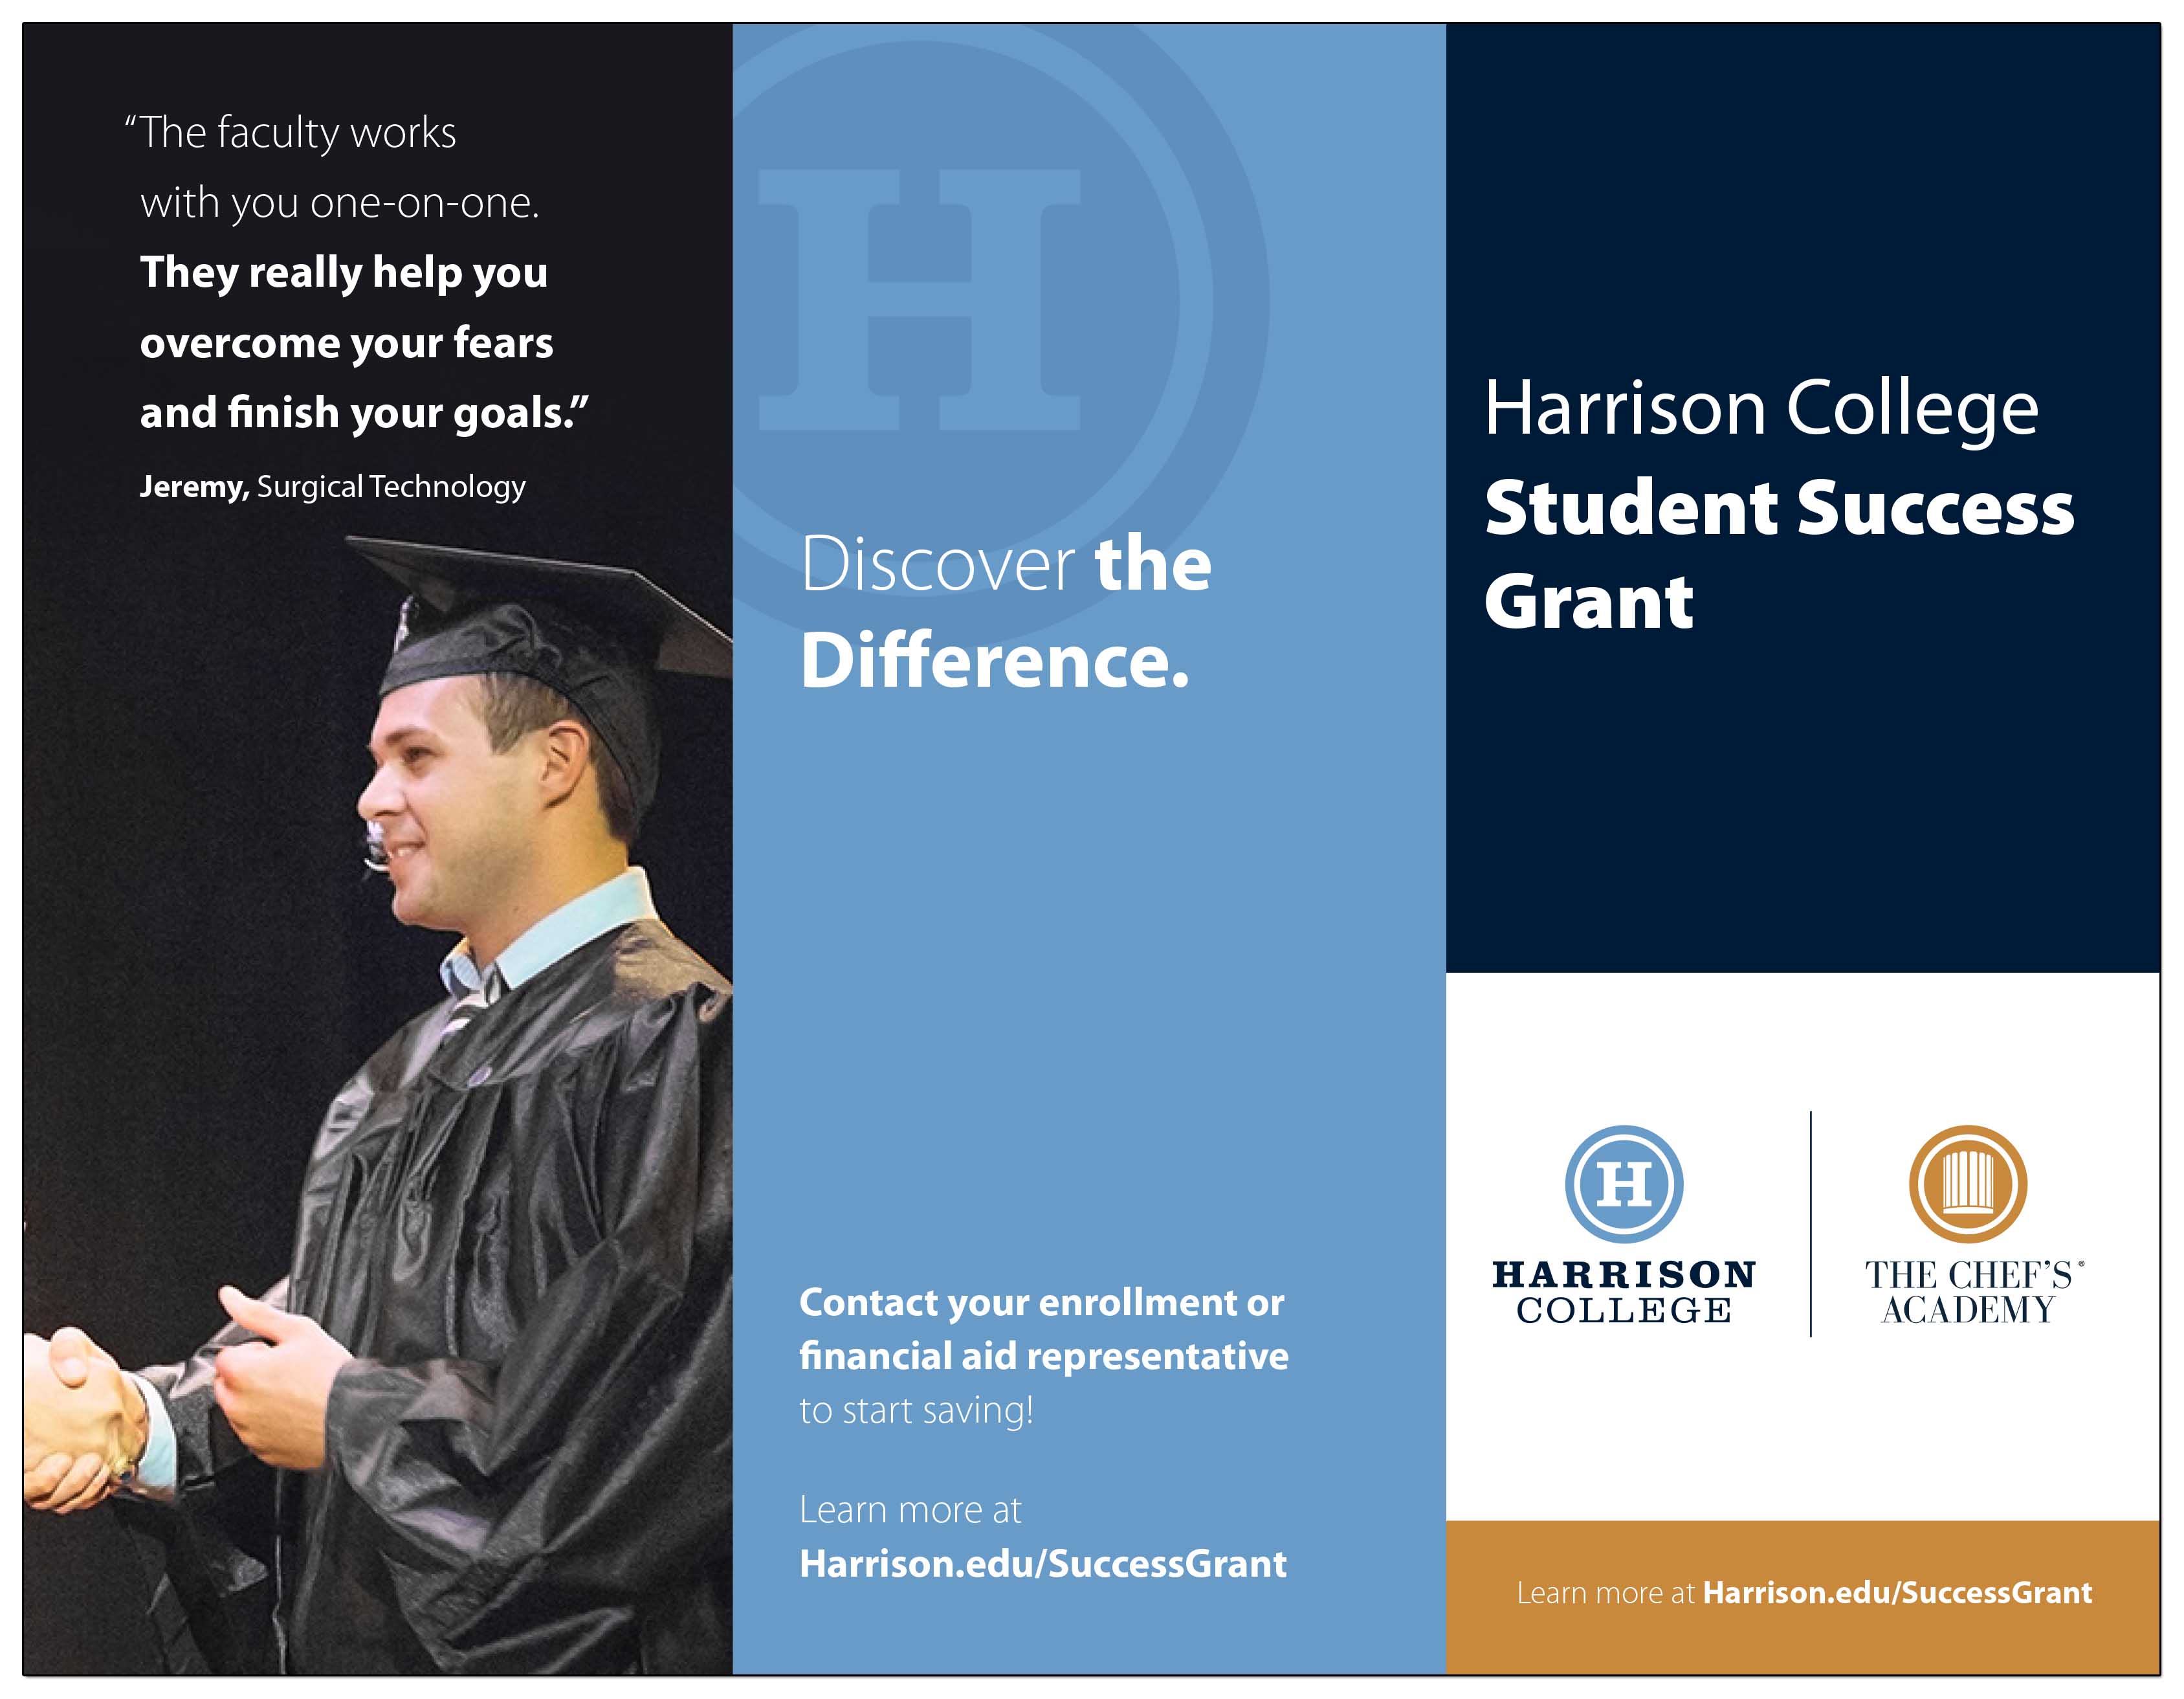 “The faculty works
with you one-on-one.
They really help you
overcome your fears
and finish your goals.”
Jeremy, Surgical Technology
H
Discover the
Difference.
Contact your enrollment or
financial aid representative
to start saving!
Learn more at
Harrison.edu/SuccessGrant
Harrison College
Student Success
Grant
H
HARRISON
COLLEGE
THE CHEF’S®
ACADEMY
Learn more at Harrison.edu/SuccessGrant